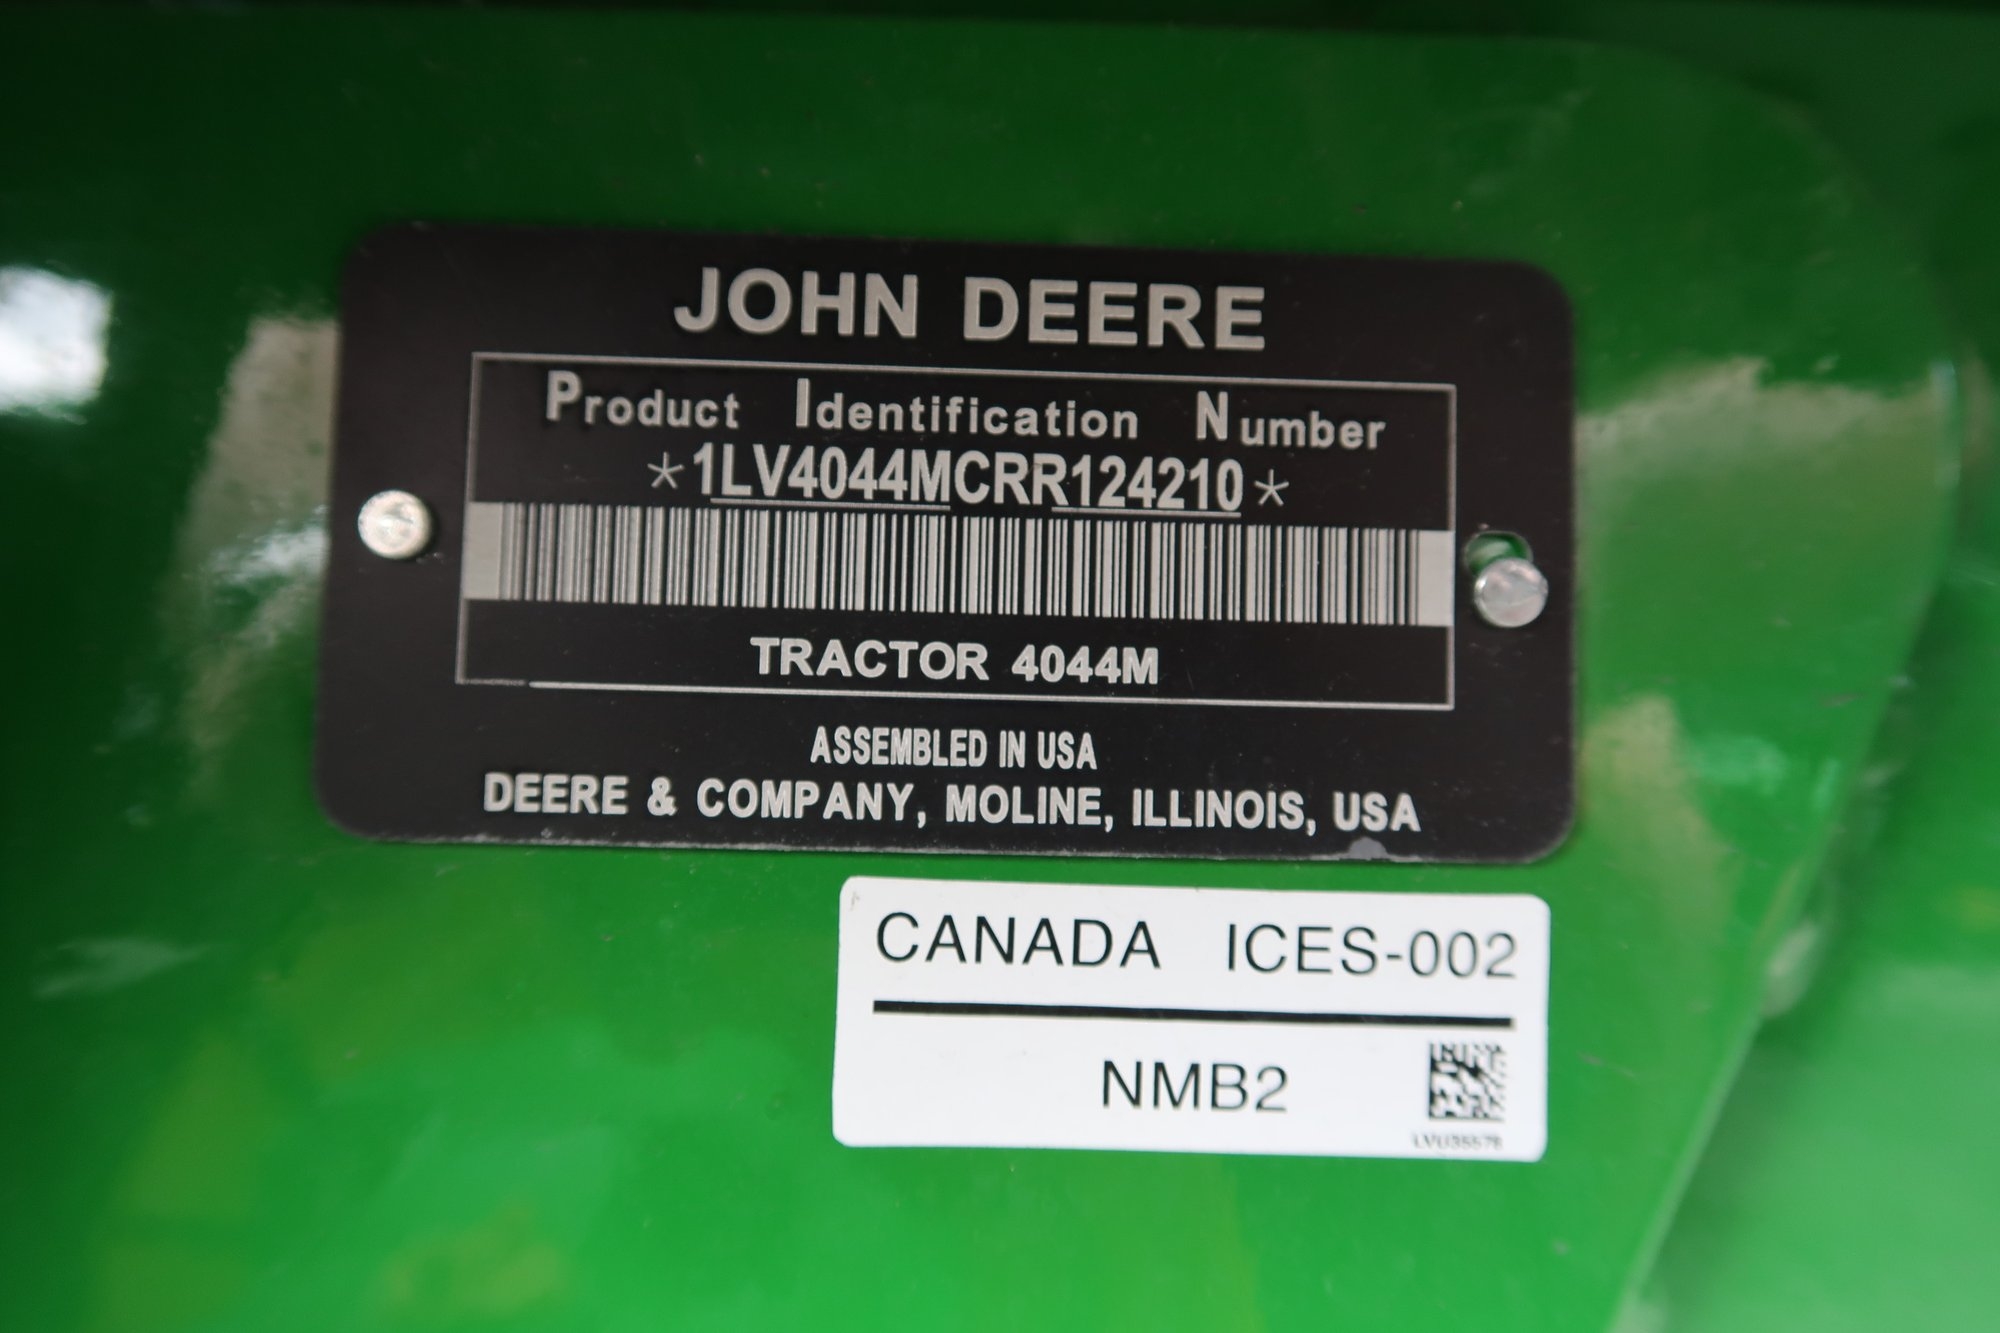 JOHN DEERE
Product Identification Number
*1LV4044MCRR124210*
TRACTOR 4044M
ASSEMBLED IN USA
DEERE & COMPANY, MOLINE, ILLINOIS, USA
CANADA ICES-002
NMB2
LVU35578